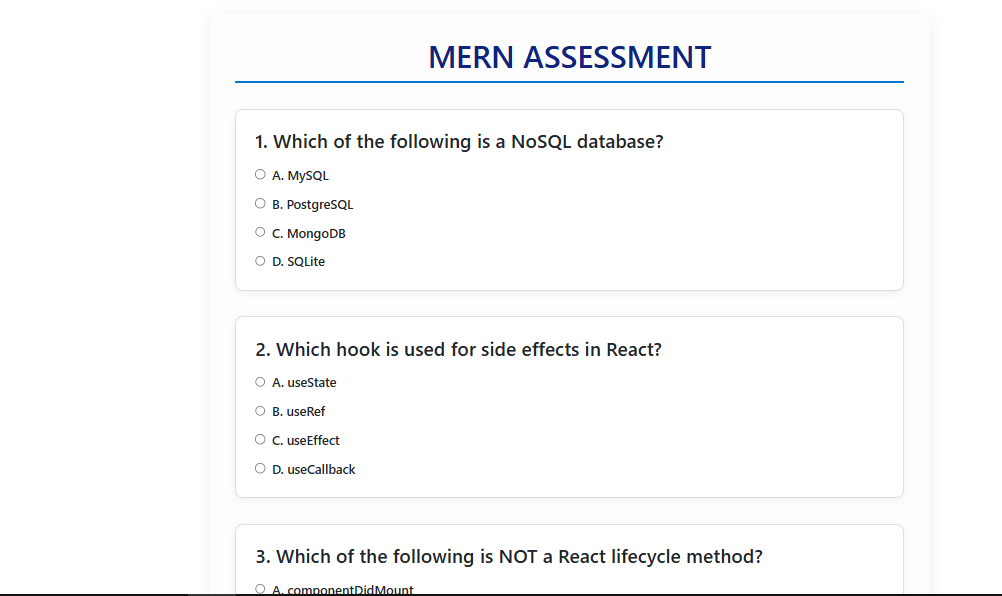 MERN ASSESSMENT
1. Which of the following is a NoSQL database?
A. MySQL
B. PostgreSQL
C. MongoDB
D. SQLite
2. Which hook is used for side effects in React?
A. useState
B. useRef
C. useEffect
D. useCallback
3. Which of the following is NOT a React lifecycle method?
A. componentDidMount